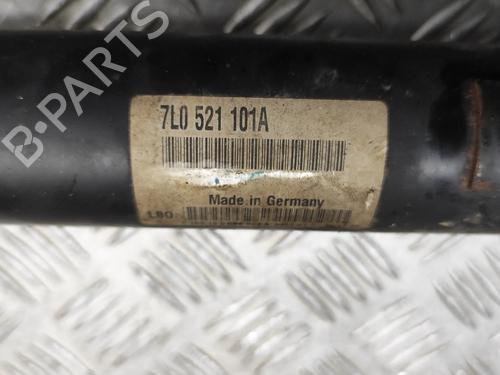 B-PARTS
7L0 521 101A
Made in Germany
LBO: